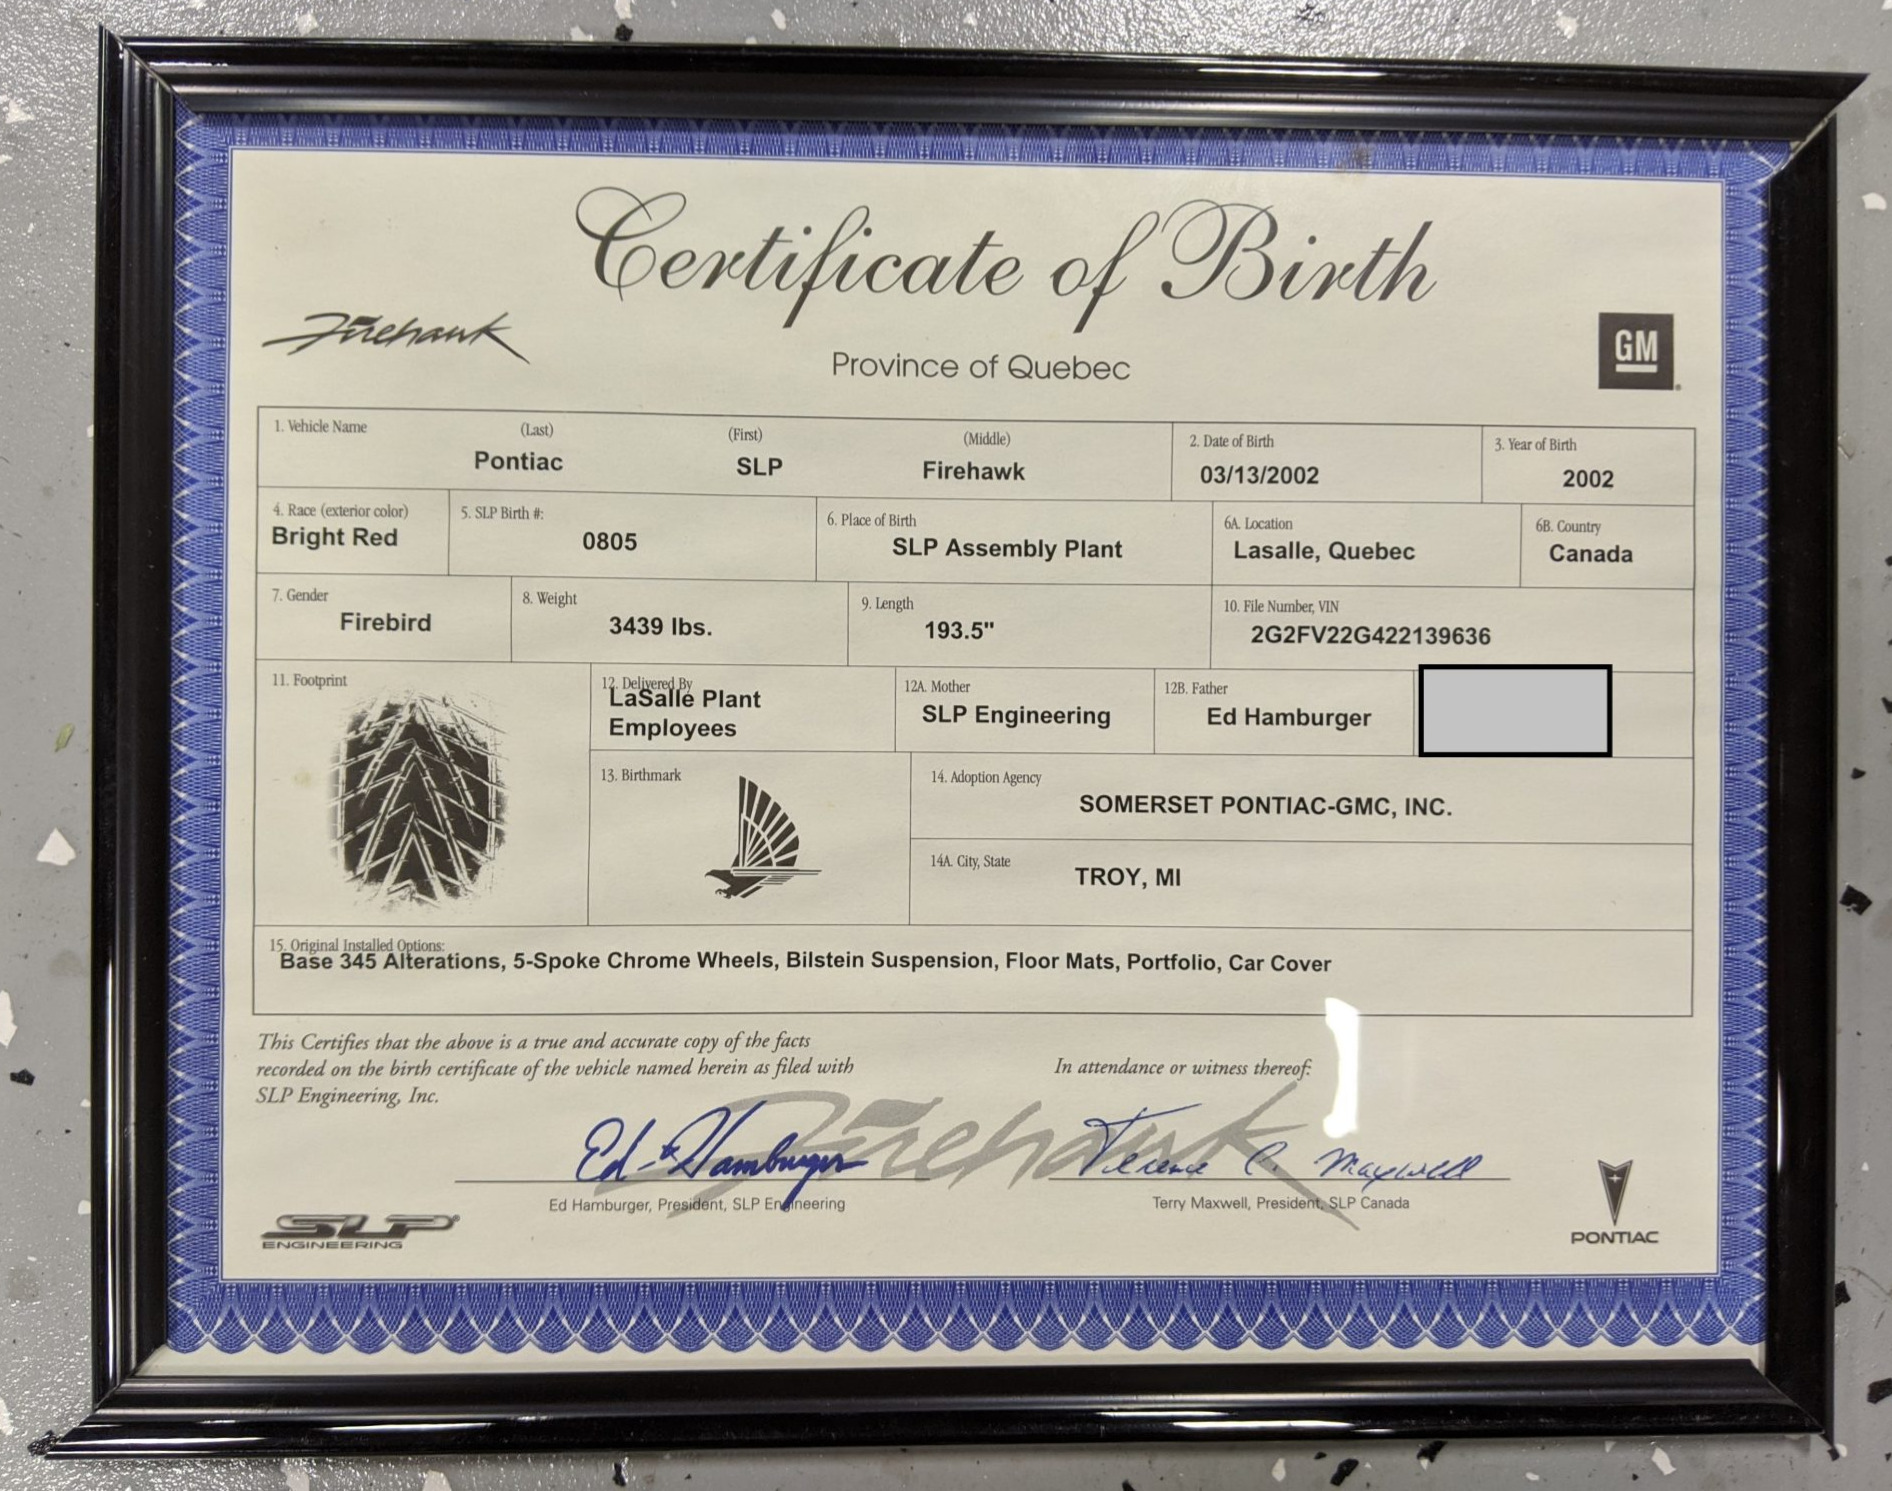 Certificate of Birth
Firehawk
Province of Quebec
GM
1. Vehicle Name (Last) (First) (Middle)
Pontiac SLP Firehawk
2. Date of Birth
03/13/2002
3. Year of Birth
2002
4. Race (exterior color)
Bright Red
5. SLP Birth #:
0805
6. Place of Birth
SLP Assembly Plant
6A. Location
Lasalle, Quebec
6B. Country
Canada
7. Gender
Firebird
8. Weight
3439 lbs.
9. Length
193.5"
10. File Number, VIN
2G2FV22G422139636
11. Footprint
12. Delivered By
LaSalle Plant
Employees
12A. Mother
SLP Engineering
12B. Father
Ed Hamburger
13. Birthmark
14. Adoption Agency
SOMERSET PONTIAC-GMC, INC.
14A. City, State
TROY, MI
15. Original Installed Options:
Base 345 Alterations, 5-Spoke Chrome Wheels, Bilstein Suspension, Floor Mats, Portfolio, Car Cover
This Certifies that the above is a true and accurate copy of the facts
recorded on the birth certificate of the vehicle named herein as filed with
SLP Engineering, Inc.
In attendance or witness thereof:
Firehawk
Ed Hamburger
Terence C. Maxwell
Ed Hamburger, President, SLP Engineering
Terry Maxwell, President, SLP Canada
SLP
ENGINEERING
PONTIAC